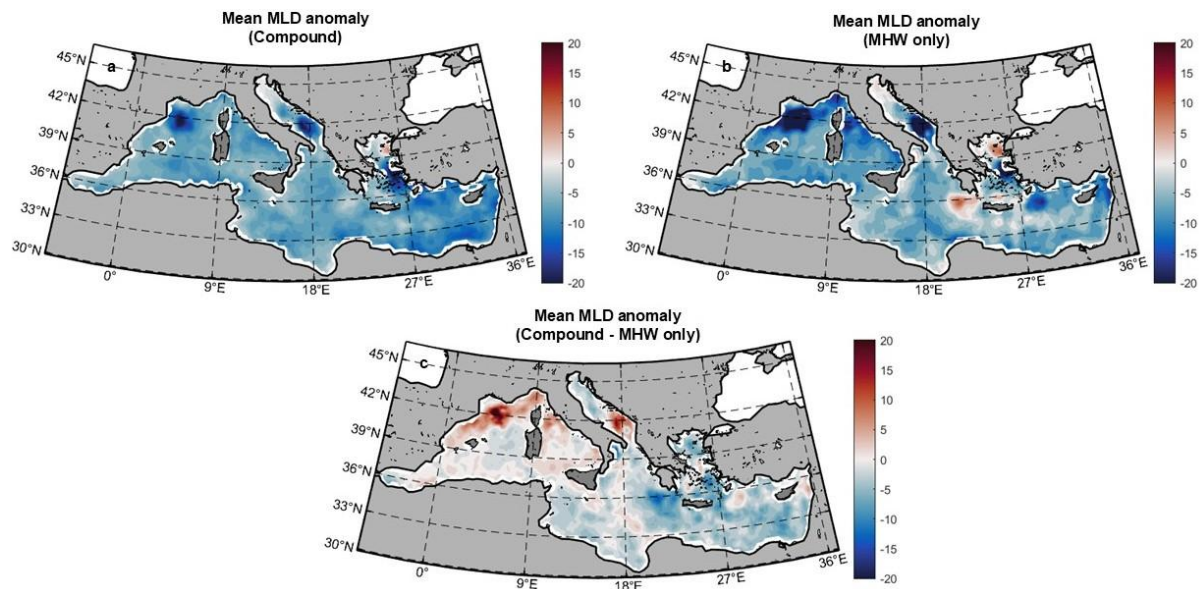 Mean MLD anomaly
(Compound)
a
45°N
42°N
39°N
36°N
33°N
30°N
0°
9°E
18°E
27°E
36°E
20
15
10
5
0
-5
-10
-15
-20
Mean MLD anomaly
(MHW only)
b
45°N
42°N
39°N
36°N
33°N
30°N
0°
9°E
18°E
27°E
36°E
20
15
10
5
0
-5
-10
-15
-20
Mean MLD anomaly
(Compound - MHW only)
c
45°N
42°N
39°N
36°N
33°N
30°N
0°
9°E
18°E
27°E
36°E
20
15
10
5
0
-5
-10
-15
-20